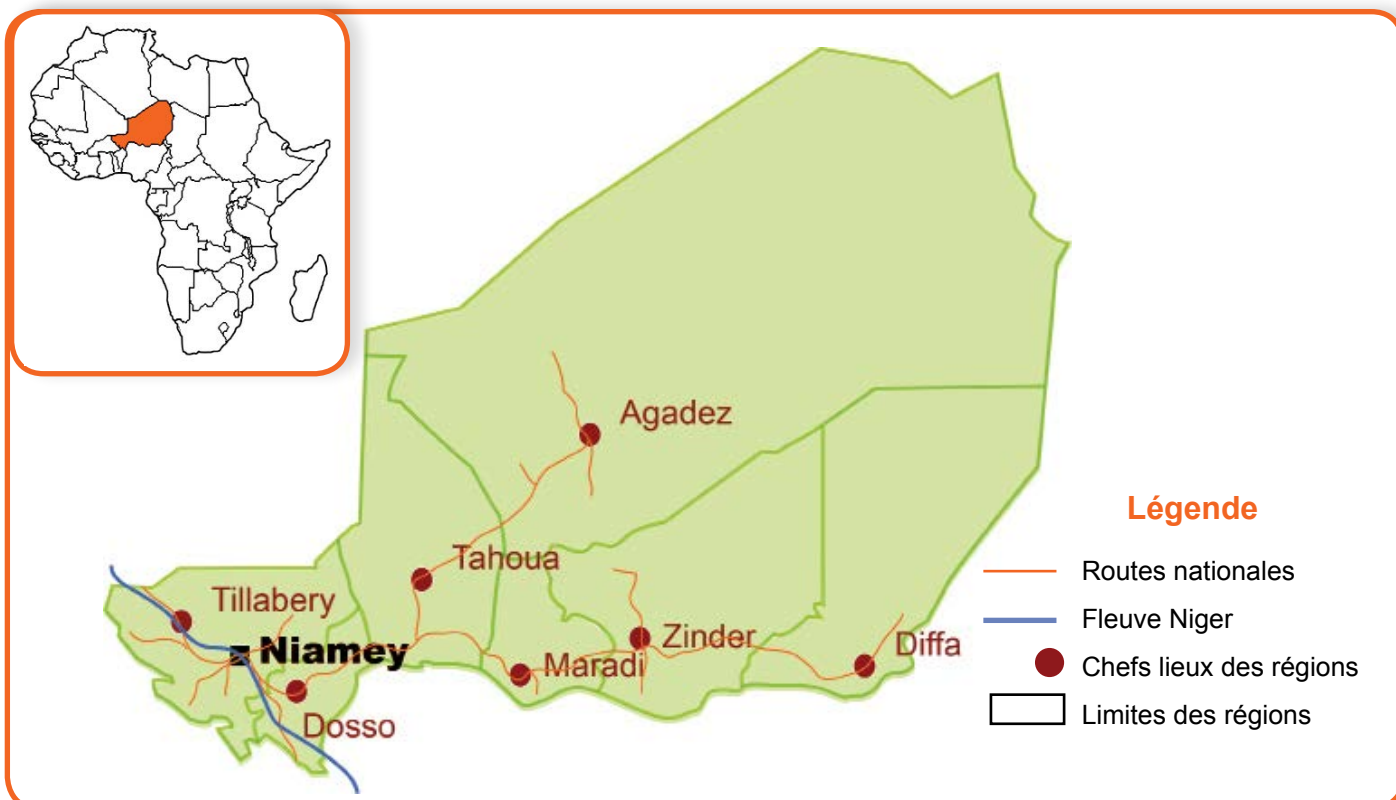 Agadez
Tahoua
Tillabery
Niamey
Zinder
Maradi
Diffa
Dosso
Légende
Routes nationales
Fleuve Niger
Chefs lieux des régions
Limites des régions